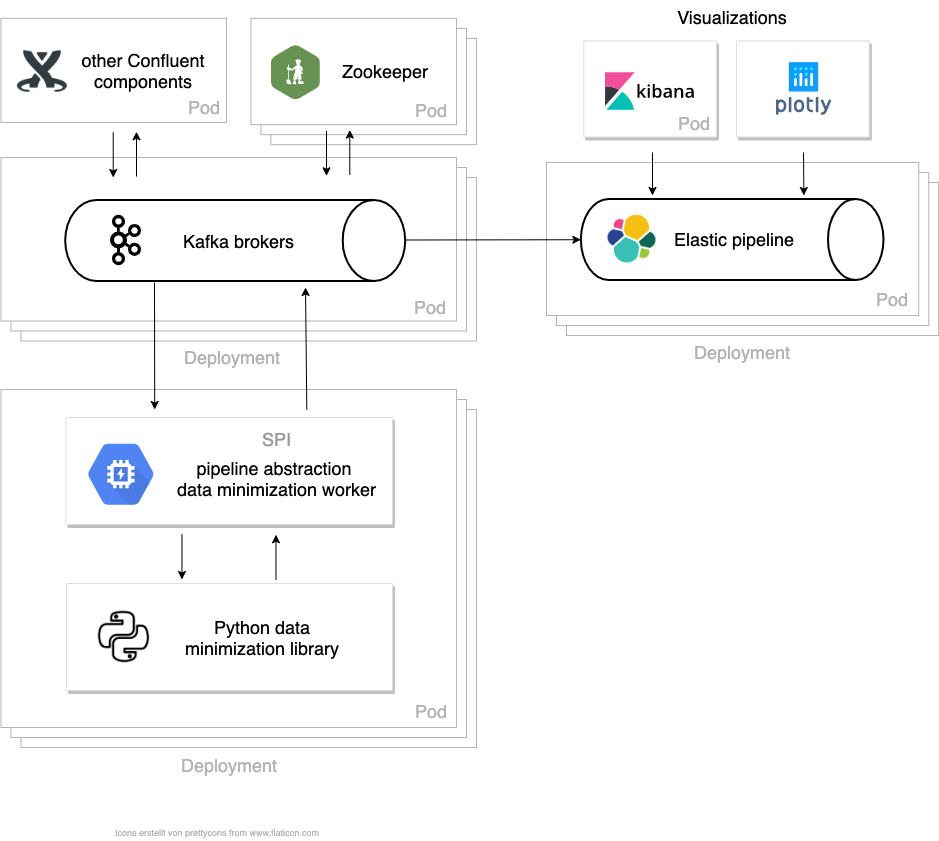 Visualizations
other Confluent
components
Pod
Zookeeper
Pod
kibana
Pod
plotly
Kafka brokers
Pod
Deployment
Elastic pipeline
Pod
Deployment
SPI
pipeline abstraction
data minimization worker
Python data
minimization library
Pod
Deployment
Icons erstellt von prettycons from www.flaticon.com